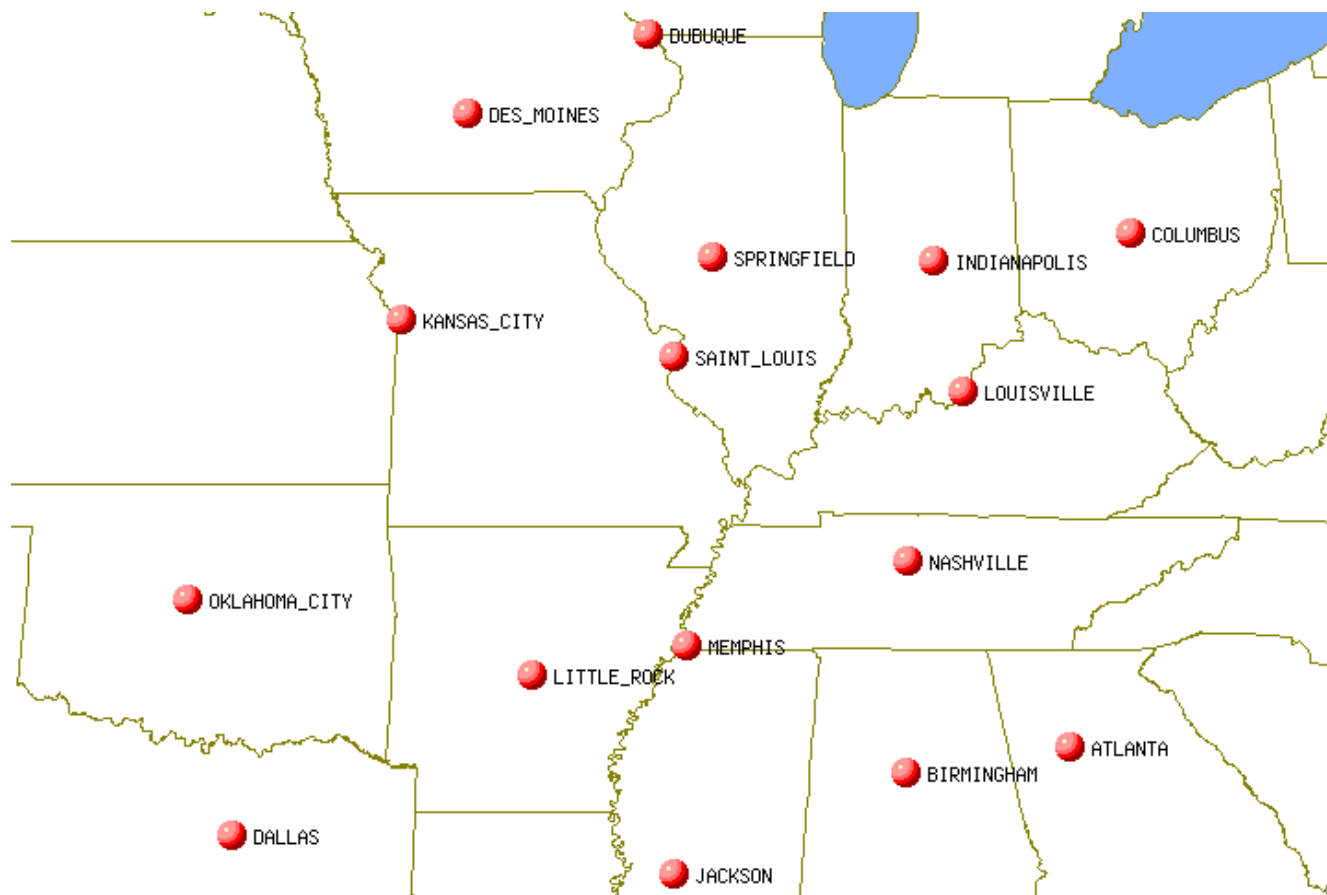 DUBUQUE
DES_MOINES
COLUMBUS
SPRINGFIELD
INDIANAPOLIS
KANSAS_CITY
SAINT_LOUIS
LOUISVILLE
NASHVILLE
OKLAHOMA_CITY
MEMPHIS
LITTLE_ROCK
ATLANTA
BIRMINGHAM
DALLAS
JACKSON